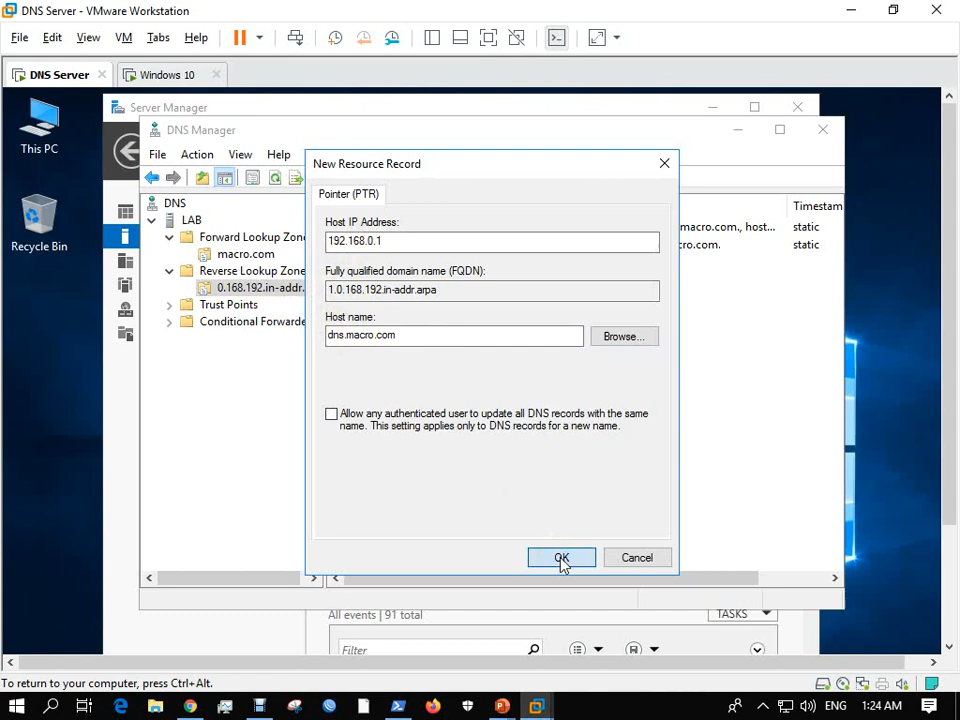 DNS Server - VMware Workstation
File Edit View VM Tabs Help
DNS Server
Windows 10
This PC
Recycle Bin
Server Manager
DNS Manager
File Action View Help
DNS
LAB
Forward Lookup Zone
macro.com
Reverse Lookup Zone
0.168.192.in-addr.
Trust Points
Conditional Forwarde
Timestam
macro.com., host... static
cro.com. static
New Resource Record
Pointer (PTR)
Host IP Address:
192.168.0.1
Fully qualified domain name (FQDN):
1.0.168.192.in-addr.arpa
Host name:
dns.macro.com
Browse...
Allow any authenticated user to update all DNS records with the same
name. This setting applies only to DNS records for a new name.
OK Cancel
All events | 91 total
TASKS
Filter
To return to your computer, press Ctrl+Alt.
ENG 1:24 AM